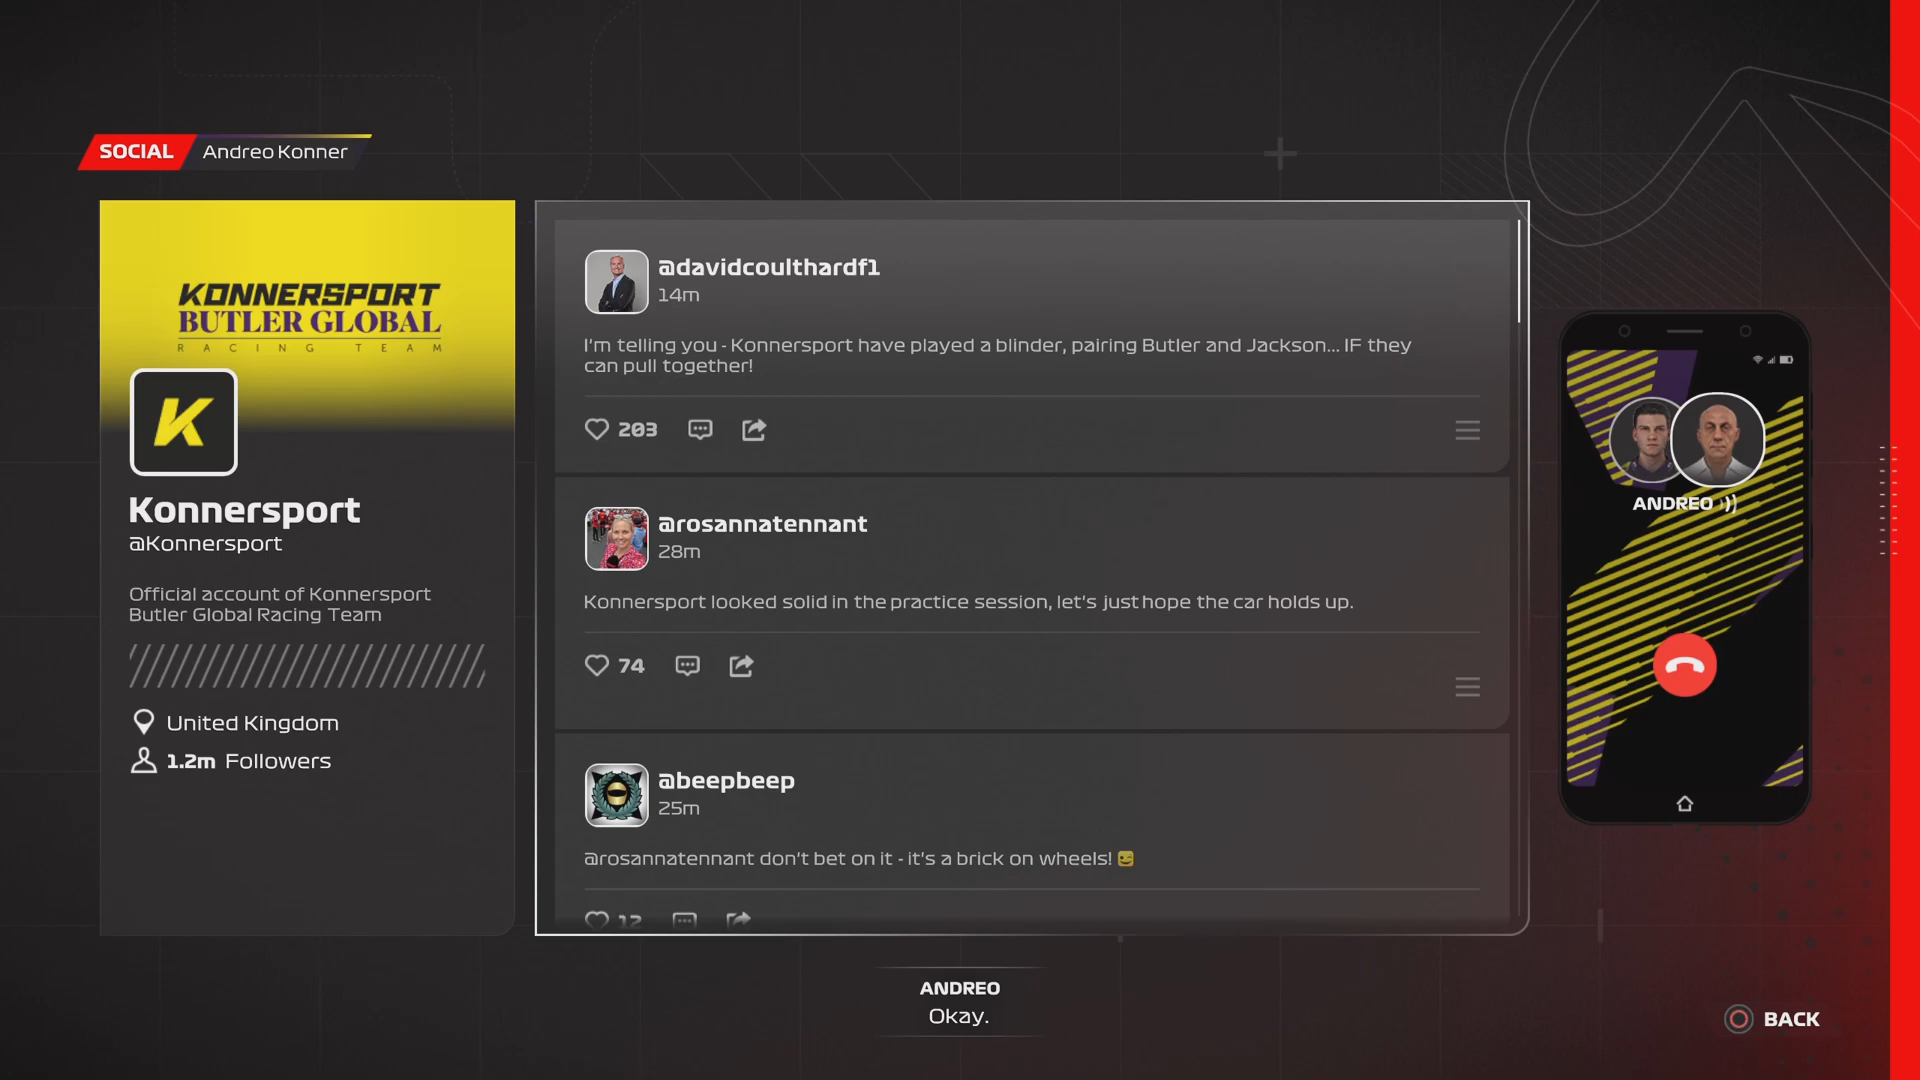 SOCIAL Andreo Konner
KONNERSPORT
BUTLER GLOBAL
RACING TEAM
K
Konnersport
@Konnersport
Official account of Konnersport
Butler Global Racing Team
United Kingdom
1.2m Followers
@davidcoulthardf1
14m
I'm telling you - Konnersport have played a blinder, pairing Butler and Jackson... IF they
can pull together!
203
@rosannatennant
28m
Konnersport looked solid in the practice session, let's just hope the car holds up.
74
@beepbeep
25m
@rosannatennant don't bet on it - it's a brick on wheels! 😉
12
ANDREO
ANDREO
Okay.
BACK